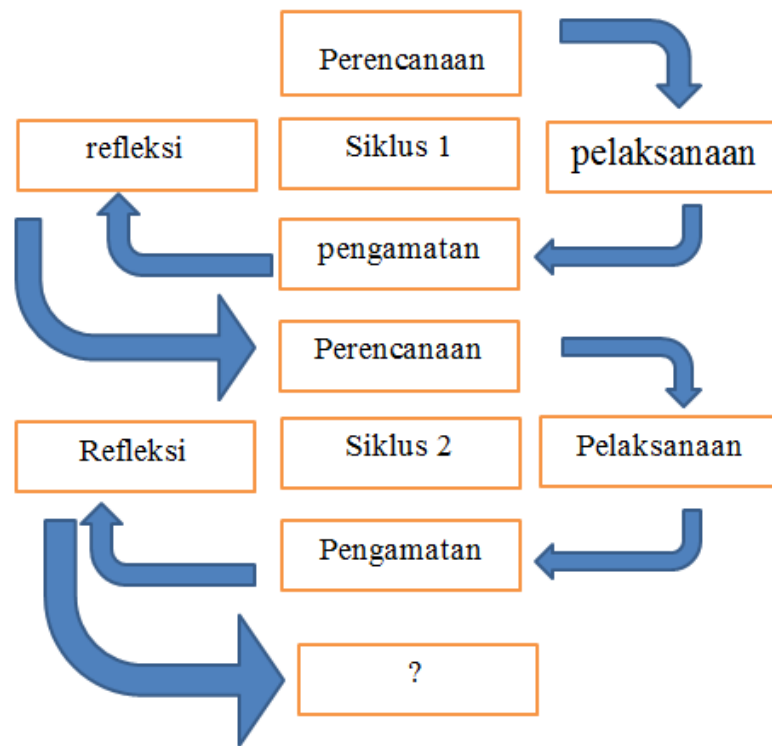 Perencanaan
refleksi
Siklus 1
pelaksanaan
pengamatan
Perencanaan
Refleksi
Siklus 2
Pelaksanaan
Pengamatan
?